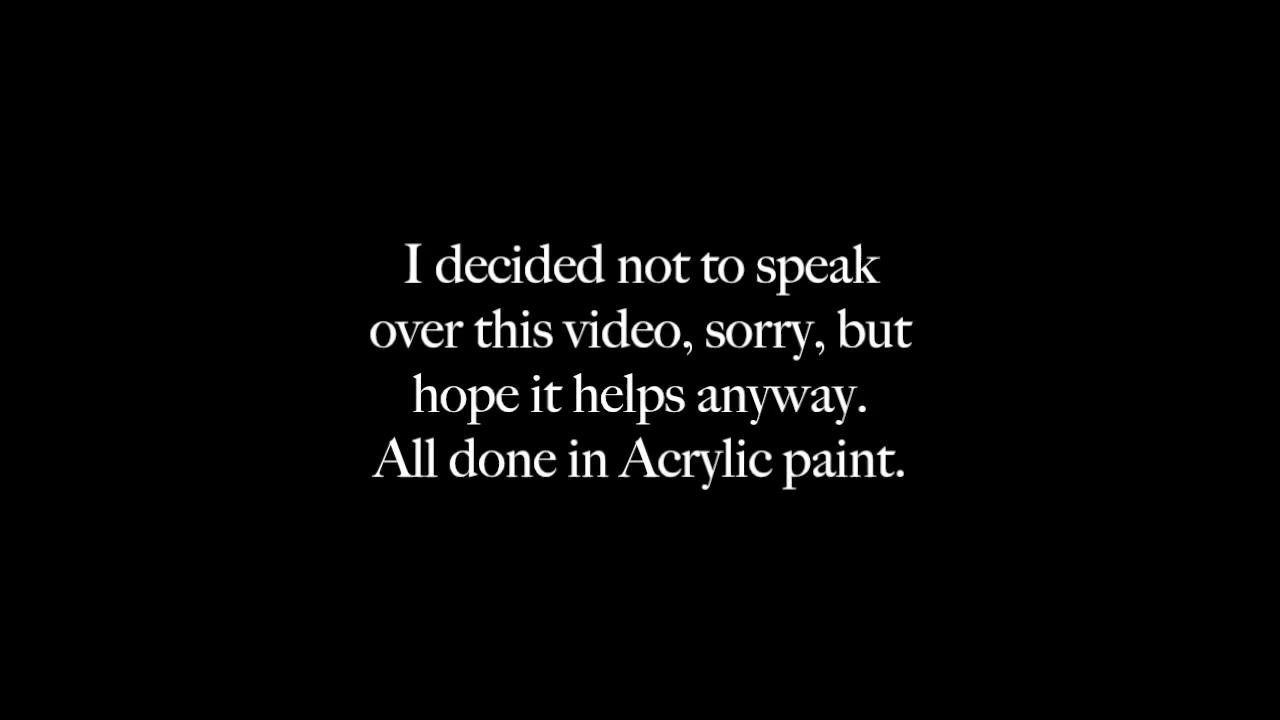 I decided not to speak
over this video, sorry, but
hope it helps anyway.
All done in Acrylic paint.